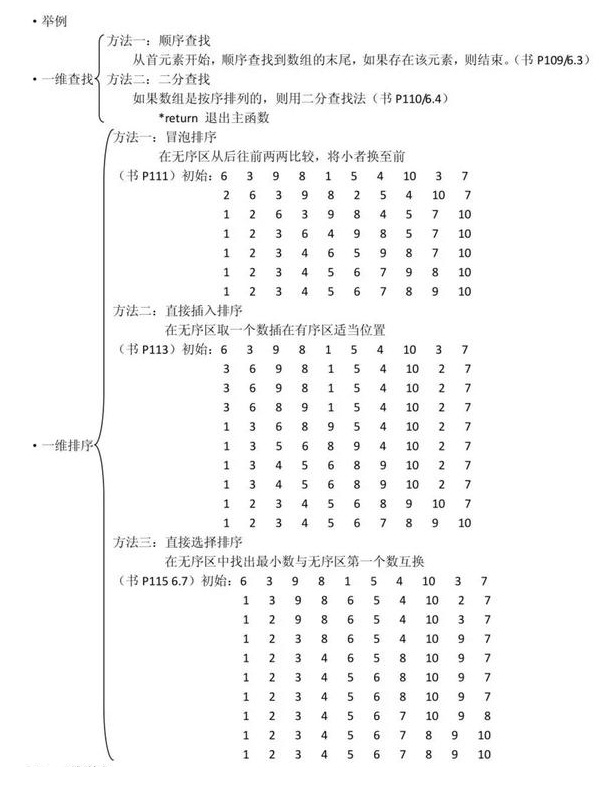 • 举例
方法一：顺序查找
从首元素开始，顺序查找到数组的末尾，如果存在该元素，则结束。（书 P109/6.3）
• 一维查找 方法二：二分查找
如果数组是按序排列的，则用二分查找法（书 P110/6.4）
*return 退出主函数
方法一：冒泡排序
在无序区从后往前两两比较，将小者换至前
（书 P111）初始：6 3 9 8 1 5 4 10 3 7
2 6 3 9 8 2 5 4 10 7
1 2 6 3 9 8 4 5 7 10
1 2 3 6 4 9 8 5 7 10
1 2 3 4 6 5 9 8 7 10
1 2 3 4 5 6 7 9 8 10
1 2 3 4 5 6 7 8 9 10
方法二：直接插入排序
在无序区取一个数插在有序区适当位置
（书 P113）初始：6 3 9 8 1 5 4 10 3 7
3 6 9 8 1 5 4 10 2 7
3 6 9 8 1 5 4 10 2 7
3 6 8 9 1 5 4 10 2 7
1 3 6 8 9 5 4 10 2 7
• 一维排序 1 3 5 6 8 9 4 10 2 7
1 3 4 5 6 8 9 10 2 7
1 3 4 5 6 8 9 10 2 7
1 2 3 4 5 6 8 9 10 7
1 2 3 4 5 6 7 8 9 10
方法三：直接选择排序
在无序区中找出最小数与无序区第一个数互换
（书 P115 6.7）初始：6 3 9 8 1 5 4 10 3 7
1 3 9 8 6 5 4 10 2 7
1 2 9 8 6 5 4 10 3 7
1 2 3 8 6 5 4 10 9 7
1 2 3 4 6 5 8 10 9 7
1 2 3 4 5 6 8 10 9 7
1 2 3 4 5 6 8 10 9 7
1 2 3 4 5 6 7 10 9 8
1 2 3 4 5 6 7 8 9 10
1 2 3 4 5 6 7 8 9 10